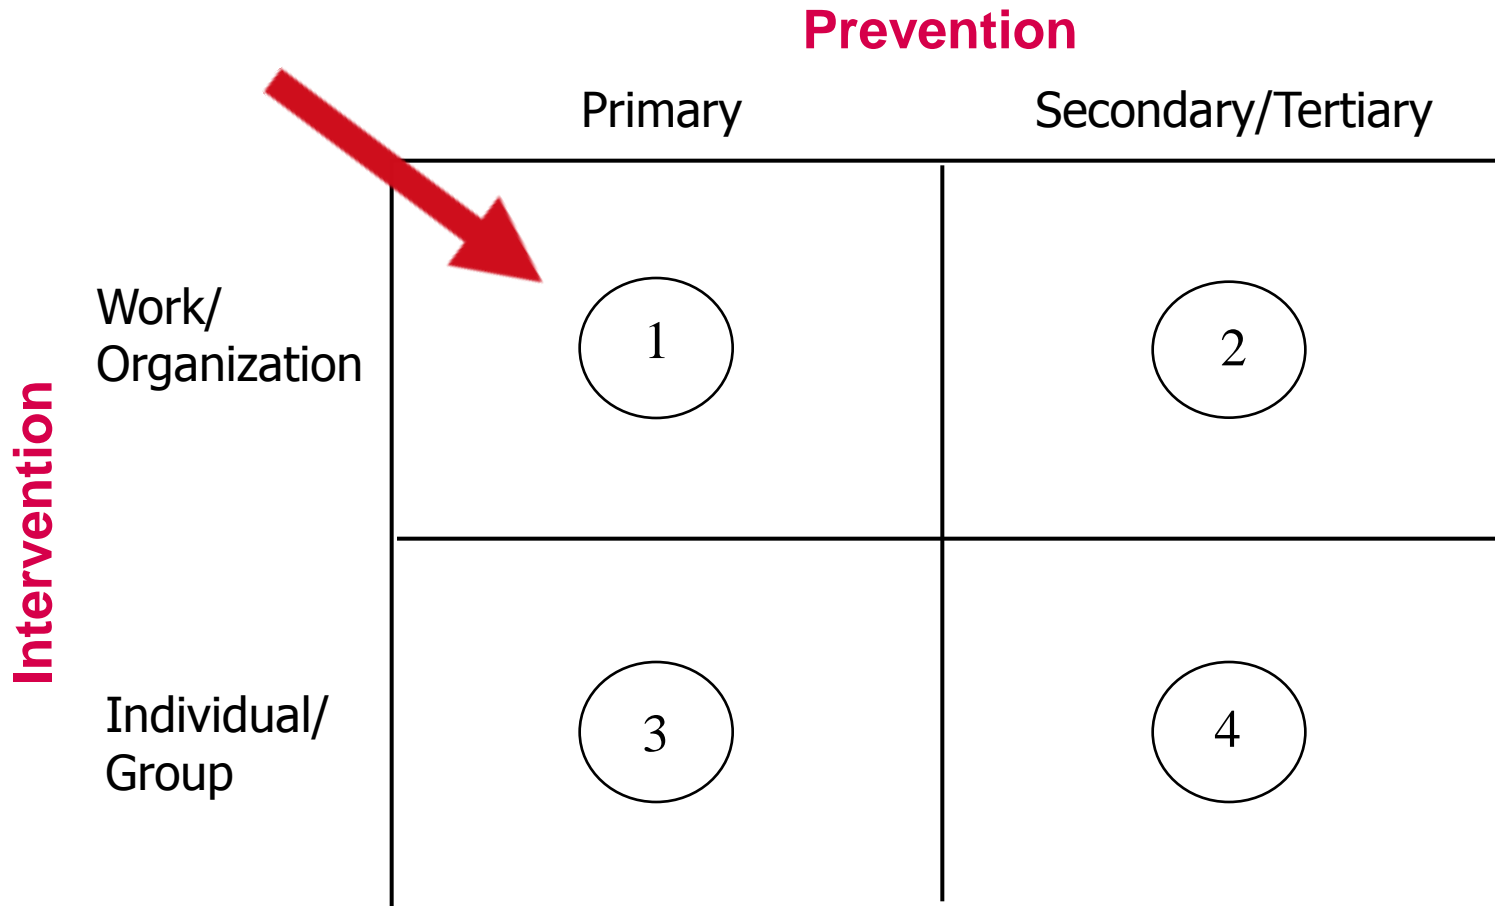 Prevention
Primary
Secondary/Tertiary
Intervention
Work/
Organization
1
2
Individual/
Group
3
4